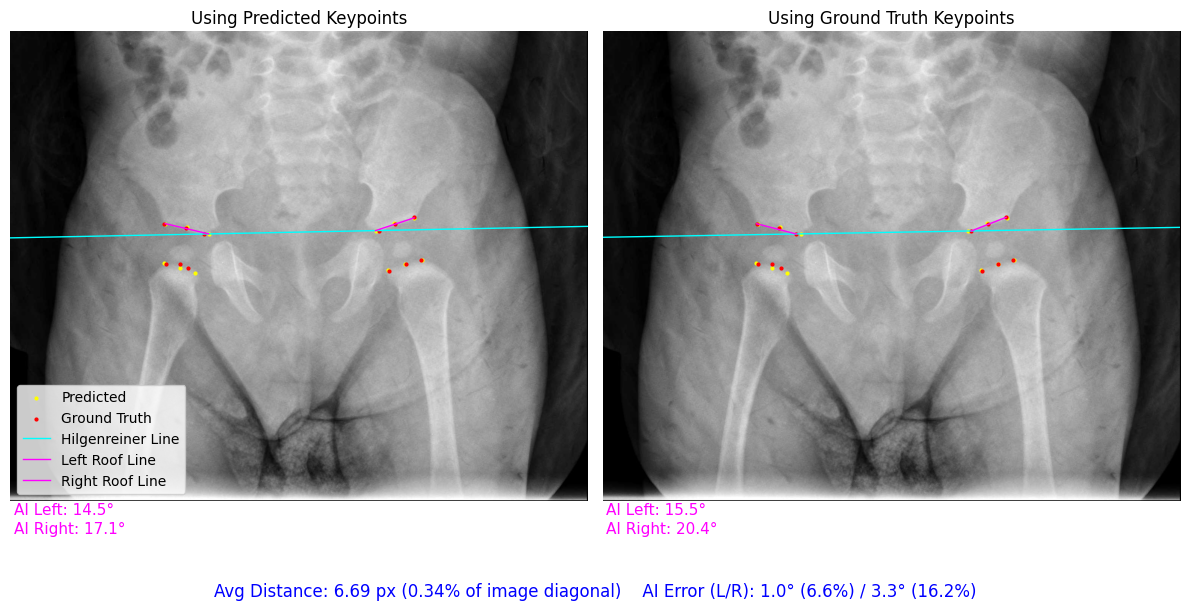 Using Predicted Keypoints
Using Ground Truth Keypoints
Predicted
Ground Truth
Hilgenreiner Line
Left Roof Line
Right Roof Line
AI Left: 14.5°
AI Right: 17.1°
AI Left: 15.5°
AI Right: 20.4°
Avg Distance: 6.69 px (0.34% of image diagonal)    AI Error (L/R): 1.0° (6.6%) / 3.3° (16.2%)